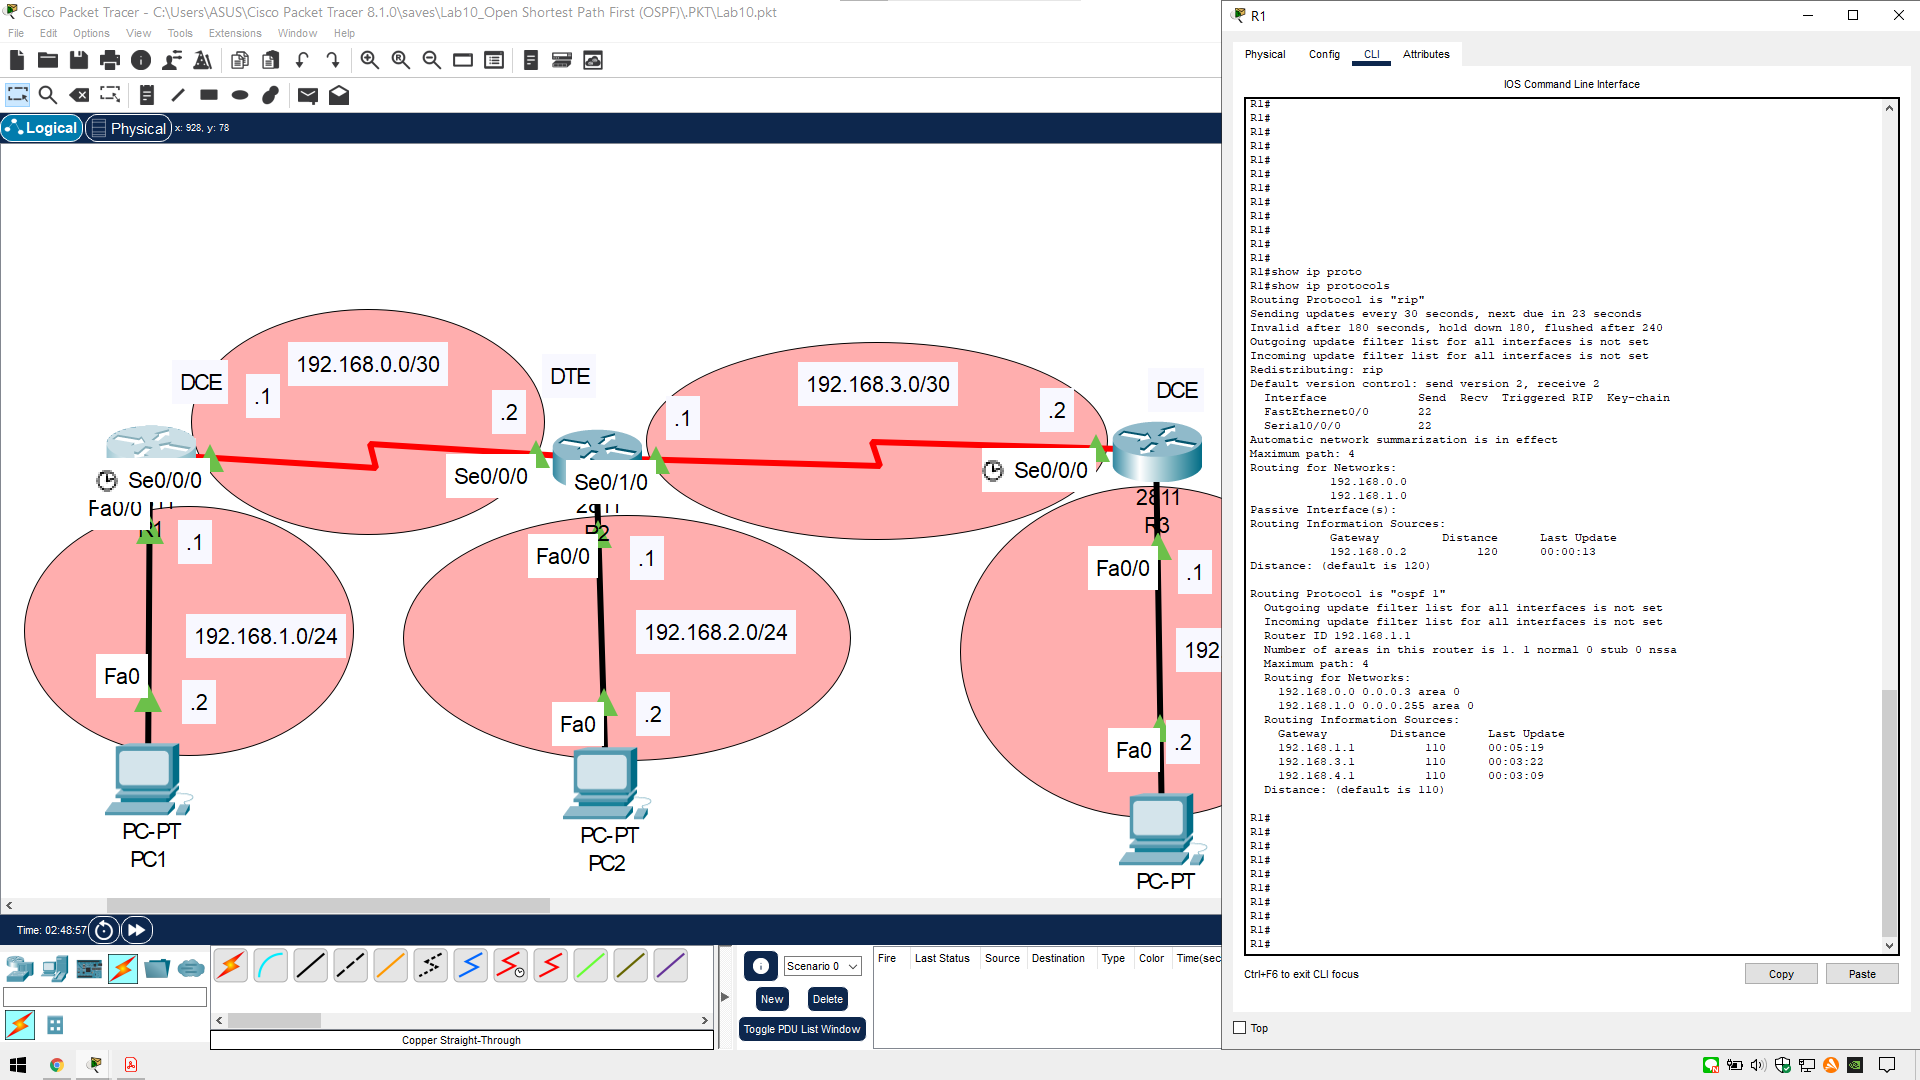 Cisco Packet Tracer - C:\Users\ASUS\Cisco Packet Tracer 8.1.0\saves\Lab10_Open Shortest Path First (OSPF)\.PKT\Lab10.pkt
File Edit Options View Tools Extensions Window Help
Logical Physical x: 928, y: 78
192.168.0.0/30
DCE
.1
.2
DTE
192.168.3.0/30
.1
.2
DCE
Se0/0/0
Se0/0/0
Se0/1/0
Se0/0/0
Fa0/0
R1
2811
R2
2811
R3
.1
Fa0/0
.1
Fa0/0
.1
192.168.1.0/24
192.168.2.0/24
192
Fa0
.2
Fa0
.2
Fa0
.2
PC-PT
PC1
PC-PT
PC2
PC-PT
Time: 02:48:57
Scenario 0
New Delete
Toggle PDU List Window
Fire Last Status Source Destination Type Color Time(sec
Copper Straight-Through
R1
Physical Config CLI Attributes
IOS Command Line Interface
R1#
R1#
R1#
R1#
R1#
R1#
R1#
R1#
R1#
R1#
R1#
R1#
R1#show ip proto
R1#show ip protocols
Routing Protocol is "rip"
Sending updates every 30 seconds, next due in 23 seconds
Invalid after 180 seconds, hold down 180, flushed after 240
Outgoing update filter list for all interfaces is not set
Incoming update filter list for all interfaces is not set
Redistributing: rip
Default version control: send version 2, receive 2
Interface Send Recv Triggered RIP Key-chain
FastEthernet0/0 22
Serial0/0/0 22
Automatic network summarization is in effect
Maximum path: 4
Routing for Networks:
192.168.0.0
192.168.1.0
Passive Interface(s):
Routing Information Sources:
Gateway Distance Last Update
192.168.0.2 120 00:00:13
Distance: (default is 120)
Routing Protocol is "ospf 1"
Outgoing update filter list for all interfaces is not set
Incoming update filter list for all interfaces is not set
Router ID 192.168.1.1
Number of areas in this router is 1. 1 normal 0 stub 0 nssa
Maximum path: 4
Routing for Networks:
192.168.0.0 0.0.0.3 area 0
192.168.1.0 0.0.0.255 area 0
Routing Information Sources:
Gateway Distance Last Update
192.168.1.1 110 00:05:19
192.168.3.1 110 00:03:22
192.168.4.1 110 00:03:09
Distance: (default is 110)
R1#
R1#
R1#
R1#
R1#
R1#
R1#
R1#
R1#
R1#
Ctrl+F6 to exit CLI focus
Copy Paste
Top